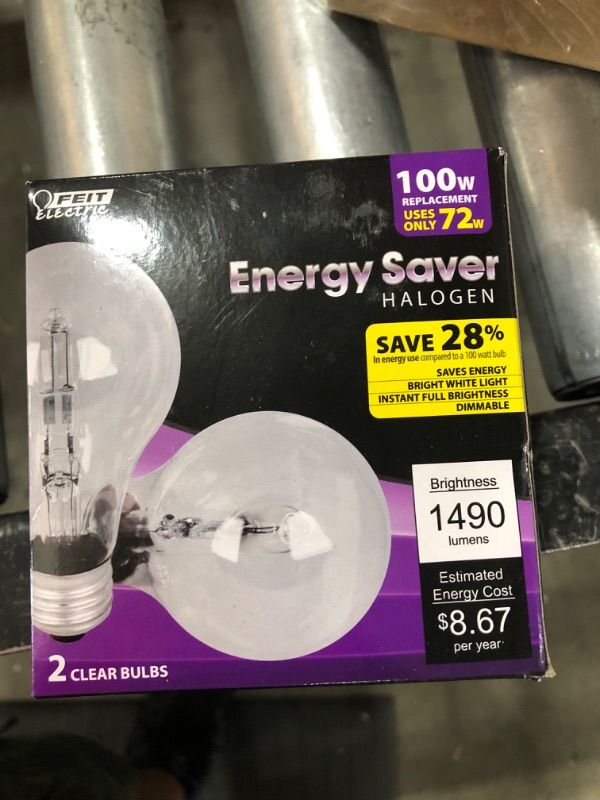 FEIT
Electric
100W
REPLACEMENT
USES
ONLY 72W
Energy Saver
HALOGEN
SAVE 28%
In energy use compared to a 100 watt bulb
SAVES ENERGY
BRIGHT WHITE LIGHT
INSTANT FULL BRIGHTNESS
DIMMABLE
Brightness
1490
lumens
Estimated
Energy Cost
$8.67
per year
2 CLEAR BULBS